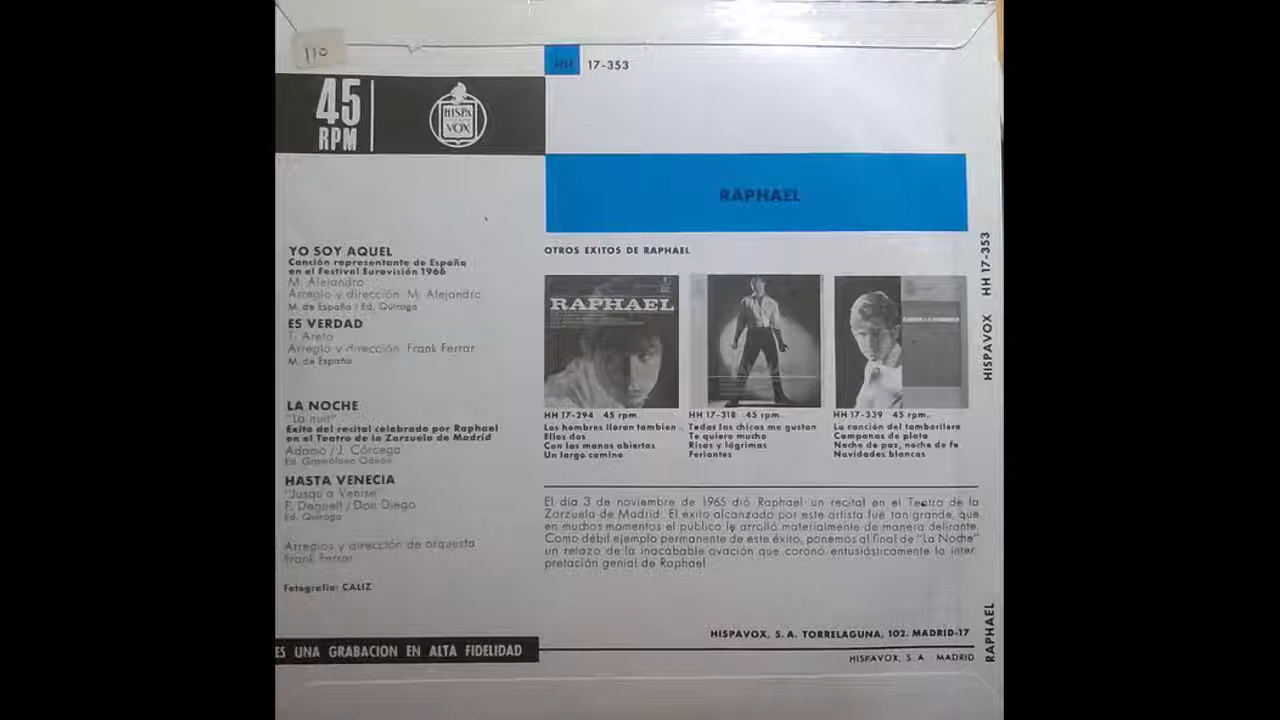 110
HH 17-353
45
RPM
HISPA
VOX
RAPHAEL
YO SOY AQUEL
Canción representante de España
en el Festival Eurovisión 1966
M. Alejandro
Arreglo y dirección: M. Alejandro
M. de España / Ed. Quiroga
ES VERDAD
T. Areta
Arreglo y dirección: Frank Ferrar
M. de España
LA NOCHE
"La nuit"
Exito del recital celebrado por Raphael
en el Teatro de la Zarzuela de Madrid
Adamo / J. Córcega
Ed. Gramófono Odeón
HASTA VENECIA
"Jusqu'a Venise"
/ Don Diego
Ed. Quiroga
Arreglos y dirección de orquesta
Frank Ferrar
Fotografía: CALIZ
ES UNA GRABACION EN ALTA FIDELIDAD
OTROS EXITOS DE RAPHAEL
RAPHAEL
HH 17-294 45 rpm.
Los hombres lloran tambien
Ellos dos
Con las manos abiertas
Un largo camino
HH 17-318 45 rpm.
Todas las chicas me gustan
Te quiero mucho
Risas y lágrimas
Feriantes
HH 17-339 45 rpm.
La canción del tamborilero
Campanas de plata
Noche de paz, noche de fe
Navidades blancas
El día 3 de noviembre de 1965 dió Raphael un recital en el Teatro de la
Zarzuela de Madrid. El éxito alcanzado por este artista fué tan grande, que
en muchos momentos el público le arrolló materialmente de manera delirante.
Como débil ejemplo permanente de este éxito, ponemos al final de "La Noche"
un retazo de la inacabable ovación que coronó entusiásticamente la inter
pretación genial de Raphael
HISPAVOX, S. A. TORRELAGUNA, 102. MADRID-17
HISPAVOX, S. A. MADRID
HISPAVOX HH 17-353
RAPHAEL